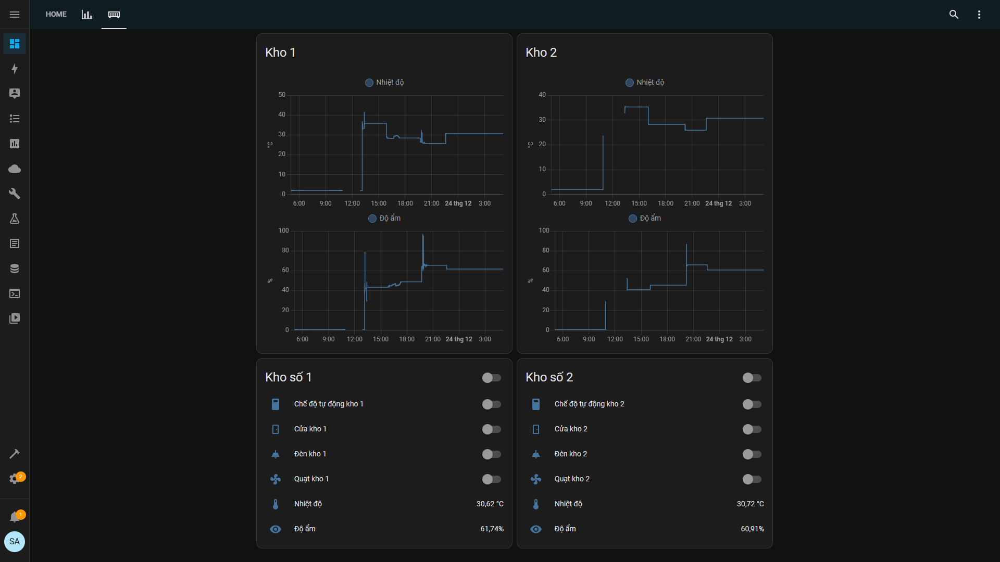 HOME
Kho 1
Nhiệt độ
50
40
30
20
10
0
°C
6:00 9:00 12:00 15:00 18:00 21:00 24 thg 12 3:00
Độ ẩm
100
80
60
40
20
0
%
6:00 9:00 12:00 15:00 18:00 21:00 24 thg 12 3:00
Kho 2
Nhiệt độ
40
30
20
10
0
°C
6:00 9:00 12:00 15:00 18:00 21:00 24 thg 12 3:00
Độ ẩm
100
80
60
40
20
0
%
6:00 9:00 12:00 15:00 18:00 21:00 24 thg 12 3:00
Kho số 1
Chế độ tự động kho 1
Cửa kho 1
Đèn kho 1
Quạt kho 1
Nhiệt độ 30,62 °C
Độ ẩm 61,74%
Kho số 2
Chế độ tự động kho 2
Cửa kho 2
Đèn kho 2
Quạt kho 2
Nhiệt độ 30,72 °C
Độ ẩm 60,91%
2
1
SA